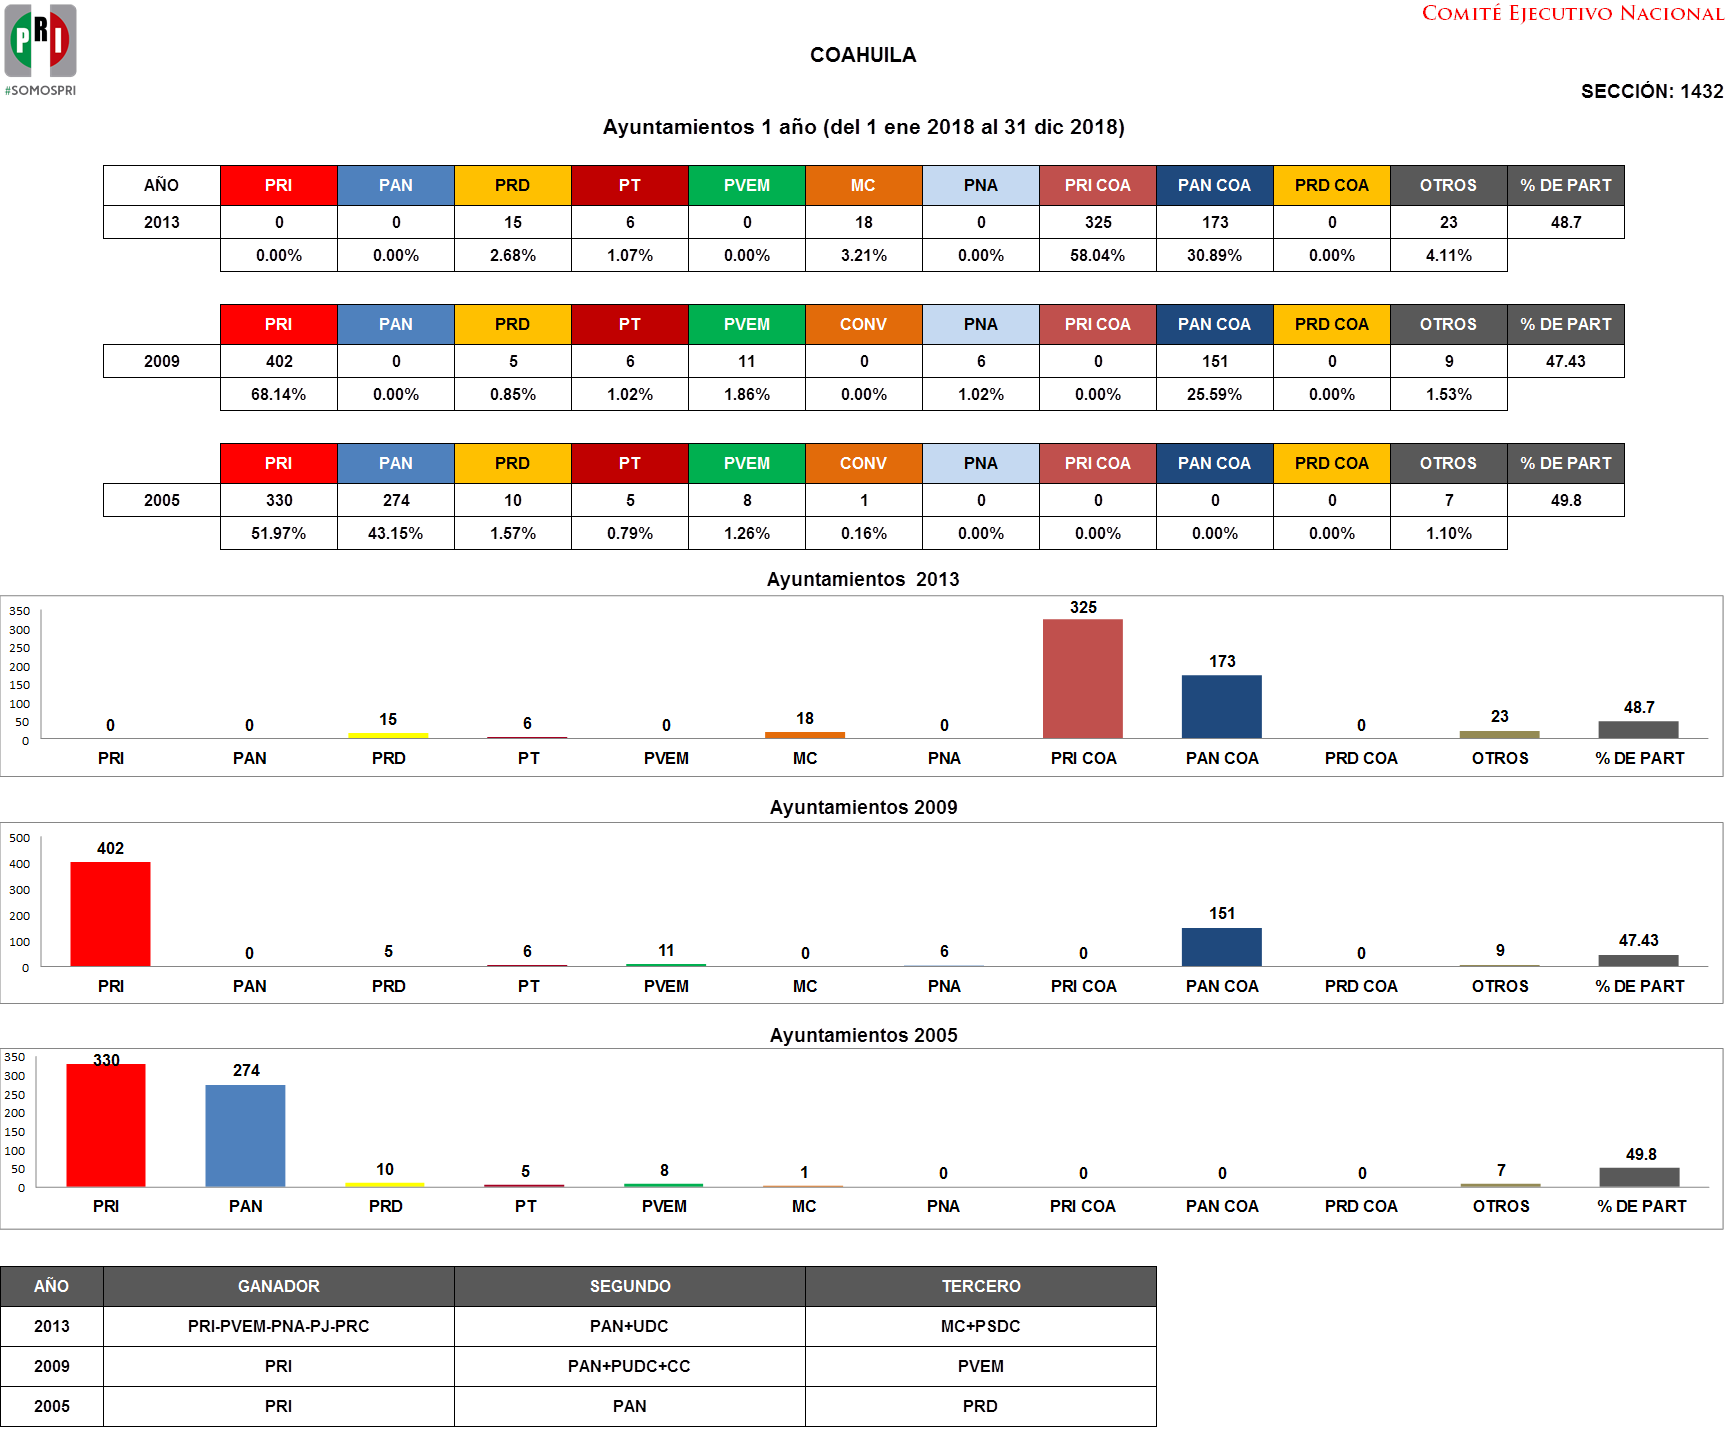 COMITÉ EJECUTIVO NACIONAL
PRI
#SOMOSPRI
COAHUILA
SECCIÓN: 1432
Ayuntamientos 1 año (del 1 ene 2018 al 31 dic 2018)
AÑO PRI PAN PRD PT PVEM MC PNA PRI COA PAN COA PRD COA OTROS % DE PART
2013 0 0 15 6 0 18 0 325 173 0 23 48.7
0.00% 0.00% 2.68% 1.07% 0.00% 3.21% 0.00% 58.04% 30.89% 0.00% 4.11%
PRI PAN PRD PT PVEM CONV PNA PRI COA PAN COA PRD COA OTROS % DE PART
2009 402 0 5 6 11 0 6 0 151 0 9 47.43
68.14% 0.00% 0.85% 1.02% 1.86% 0.00% 1.02% 0.00% 25.59% 0.00% 1.53%
PRI PAN PRD PT PVEM CONV PNA PRI COA PAN COA PRD COA OTROS % DE PART
2005 330 274 10 5 8 1 0 0 0 0 7 49.8
51.97% 43.15% 1.57% 0.79% 1.26% 0.16% 0.00% 0.00% 0.00% 0.00% 1.10%
Ayuntamientos 2013
350
300
250
200
150
100
50
0
0 0 15 6 0 18 0 325 173 0 23 48.7
PRI PAN PRD PT PVEM MC PNA PRI COA PAN COA PRD COA OTROS % DE PART
Ayuntamientos 2009
500
400
300
200
100
0
402 0 5 6 11 0 6 0 151 0 9 47.43
PRI PAN PRD PT PVEM MC PNA PRI COA PAN COA PRD COA OTROS % DE PART
Ayuntamientos 2005
350
300
250
200
150
100
50
0
330 274 10 5 8 1 0 0 0 0 7 49.8
PRI PAN PRD PT PVEM MC PNA PRI COA PAN COA PRD COA OTROS % DE PART
AÑO GANADOR SEGUNDO TERCERO
2013 PRI-PVEM-PNA-PJ-PRC PAN+UDC MC+PSDC
2009 PRI PAN+PUDC+CC PVEM
2005 PRI PAN PRD